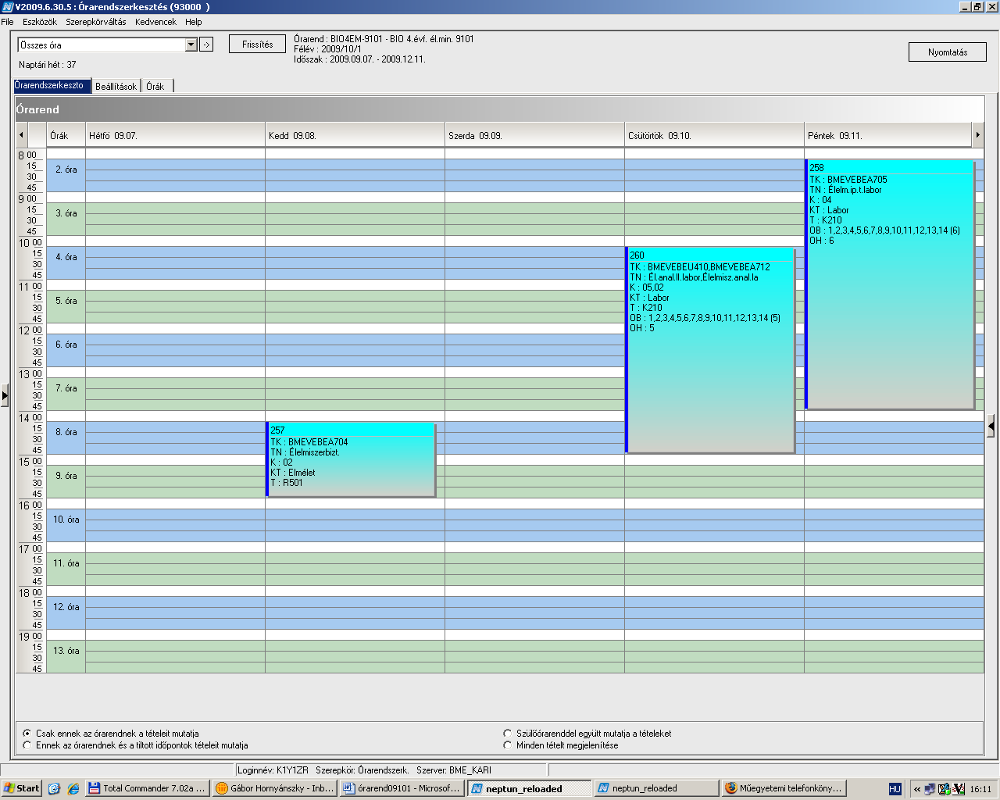 V2009.6.30.5 : Órarendszerkesztés (93000 )
File Eszközök Szerepkörváltás Kedvencek Help
Összes óra
->
Frissítés
Órarend : BIO4EM-9101 - BIO 4.évf. él.min. 9101
Félév : 2009/10/1
Időszak : 2009.09.07. - 2009.12.11.
Nyomtatás
Naptári hét : 37
Órarendszerkeszto Beállítások Órák
Órarend
Órák Hétfő 09.07. Kedd 09.08. Szerda 09.09. Csütörtök 09.10. Péntek 09.11.
8 00
15
30
45
2. óra
9 00
15
30
45
3. óra
10 00
15
30
45
4. óra
11 00
15
30
45
5. óra
12 00
15
30
45
6. óra
13 00
15
30
45
7. óra
14 00
15
30
45
8. óra
15 00
15
30
45
9. óra
16 00
15
30
45
10. óra
17 00
15
30
45
11. óra
18 00
15
30
45
12. óra
19 00
15
30
45
13. óra
257
TK : BMEVEBEA704
TN : Élelmiszerbizt.
K : 02
KT : Elmélet
T : R501
260
TK : BMEVEBEU410,BMEVEBEA712
TN : Él.anal.II.labor,Élelmisz.anal.la
K : 05,02
KT : Labor
T : K210
OB : 1,2,3,4,5,6,7,8,9,10,11,12,13,14 (5)
OH : 5
258
TK : BMEVEBEA705
TN : Élelm.ip.t.labor
K : 04
KT : Labor
T : K210
OB : 1,2,3,4,5,6,7,8,9,10,11,12,13,14 (6)
OH : 6
Csak ennek az órarendnek a tételeit mutatja
Ennek az órarendnek és a tiltott időpontok tételeit mutatja
Szülőórarenddel együtt mutatja a tételeket
Minden tételt megjelenítése
Loginnév: K1Y1ZR Szerepkör: Órarendszerk. Szerver: BME_KARI
Start
Total Commander 7.02a ...
Gábor Hornyánszky - Inb...
órarend09101 - Microsof...
neptun_reloaded
neptun_reloaded
Műegyetemi telefonköny...
HU
«
16:11